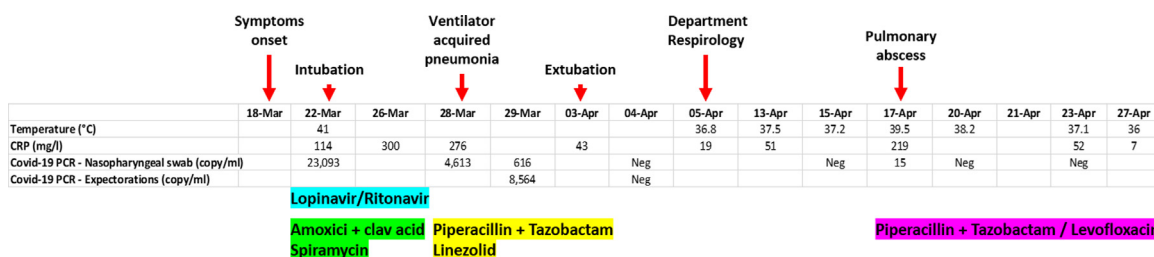 Symptoms onset
Intubation
Ventilator acquired pneumonia
Extubation
Department Respirology
Pulmonary abscess
18-Mar 22-Mar 26-Mar 28-Mar 29-Mar 03-Apr 04-Apr 05-Apr 13-Apr 15-Apr 17-Apr 20-Apr 21-Apr 23-Apr 27-Apr
Temperature (°C) 41 36.8 37.5 37.2 39.5 38.2 37.1 36
CRP (mg/l) 114 300 276 43 19 51 219 52 7
Covid-19 PCR - Nasopharyngeal swab (copy/ml) 23,093 4,613 616 Neg Neg 15 Neg Neg
Covid-19 PCR - Expectorations (copy/ml) 8,564 Neg
Lopinavir/Ritonavir
Amoxici + clav acid
Spiramycin
Piperacillin + Tazobactam
Linezolid
Piperacillin + Tazobactam / Levofloxacin